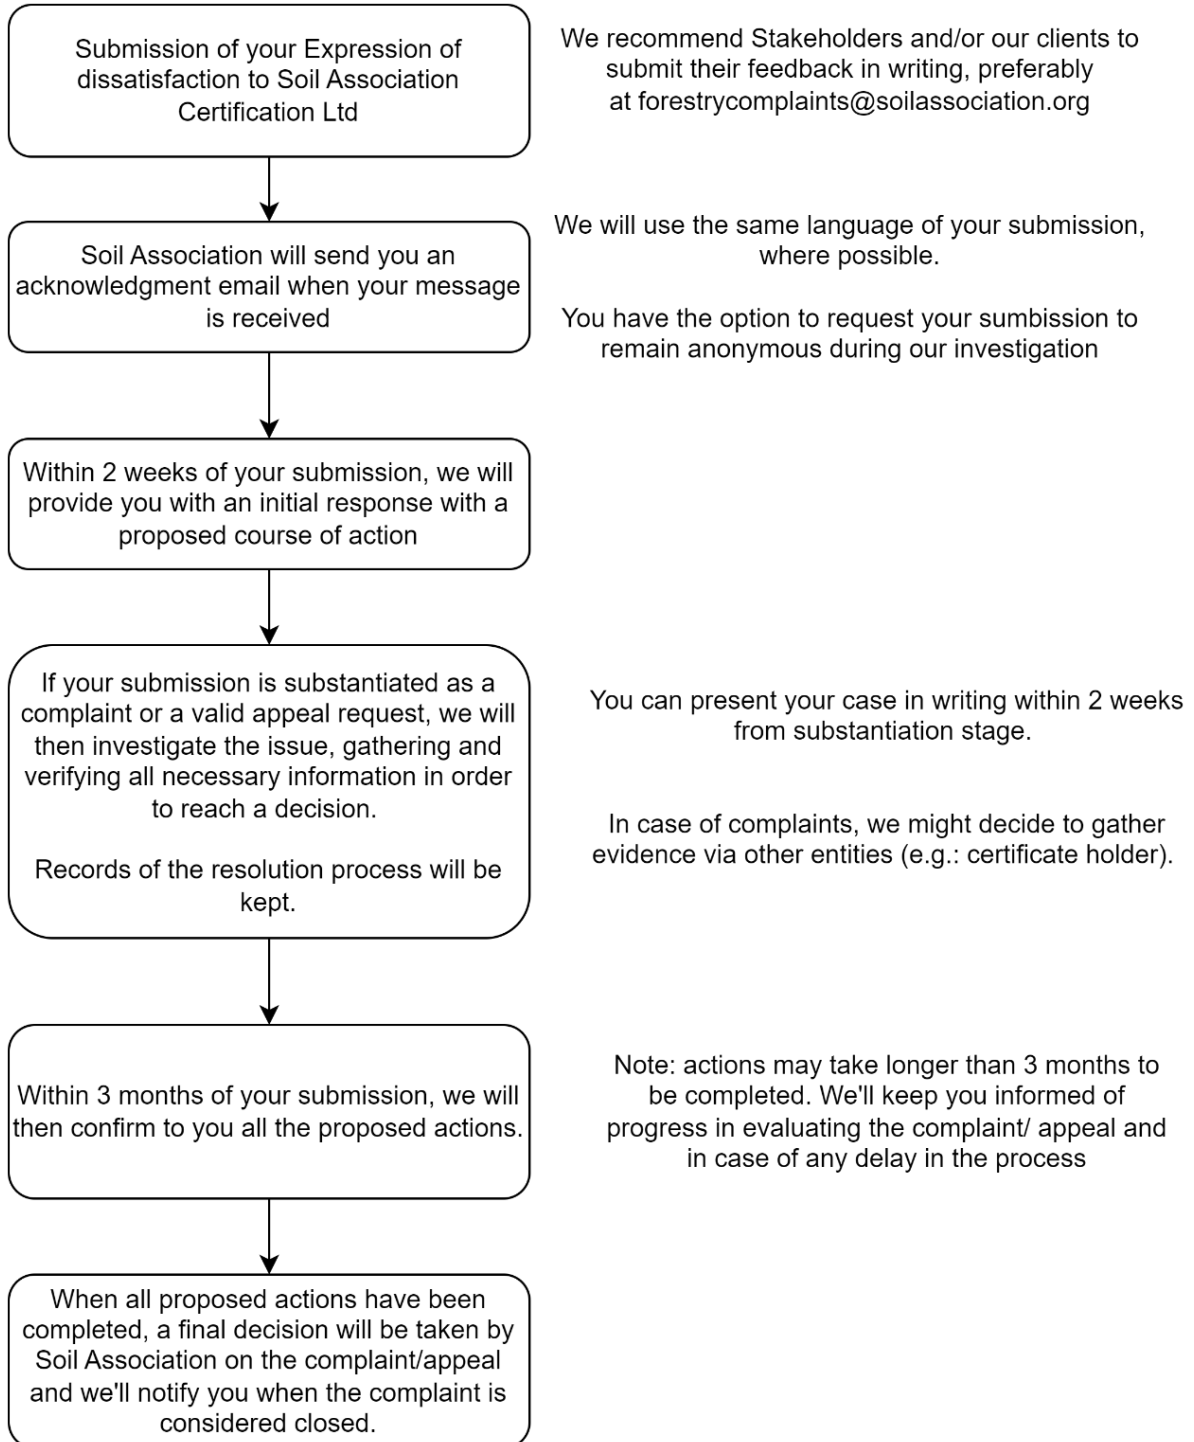 Submission of your Expression of
dissatisfaction to Soil Association
Certification Ltd
We recommend Stakeholders and/or our clients to
submit their feedback in writing, preferably
at forestrycomplaints@soilassociation.org
Soil Association will send you an
acknowledgment email when your message
is received
We will use the same language of your submission,
where possible.
You have the option to request your sumbission to
remain anonymous during our investigation
Within 2 weeks of your submission, we will
provide you with an initial response with a
proposed course of action
If your submission is substantiated as a
complaint or a valid appeal request, we will
then investigate the issue, gathering and
verifying all necessary information in order
to reach a decision.
Records of the resolution process will be
kept.
You can present your case in writing within 2 weeks
from substantiation stage.
In case of complaints, we might decide to gather
evidence via other entities (e.g.: certificate holder).
Within 3 months of your submission, we will
then confirm to you all the proposed actions.
Note: actions may take longer than 3 months to
be completed. We'll keep you informed of
progress in evaluating the complaint/ appeal and
in case of any delay in the process
When all proposed actions have been
completed, a final decision will be taken by
Soil Association on the complaint/appeal
and we'll notify you when the complaint is
considered closed.